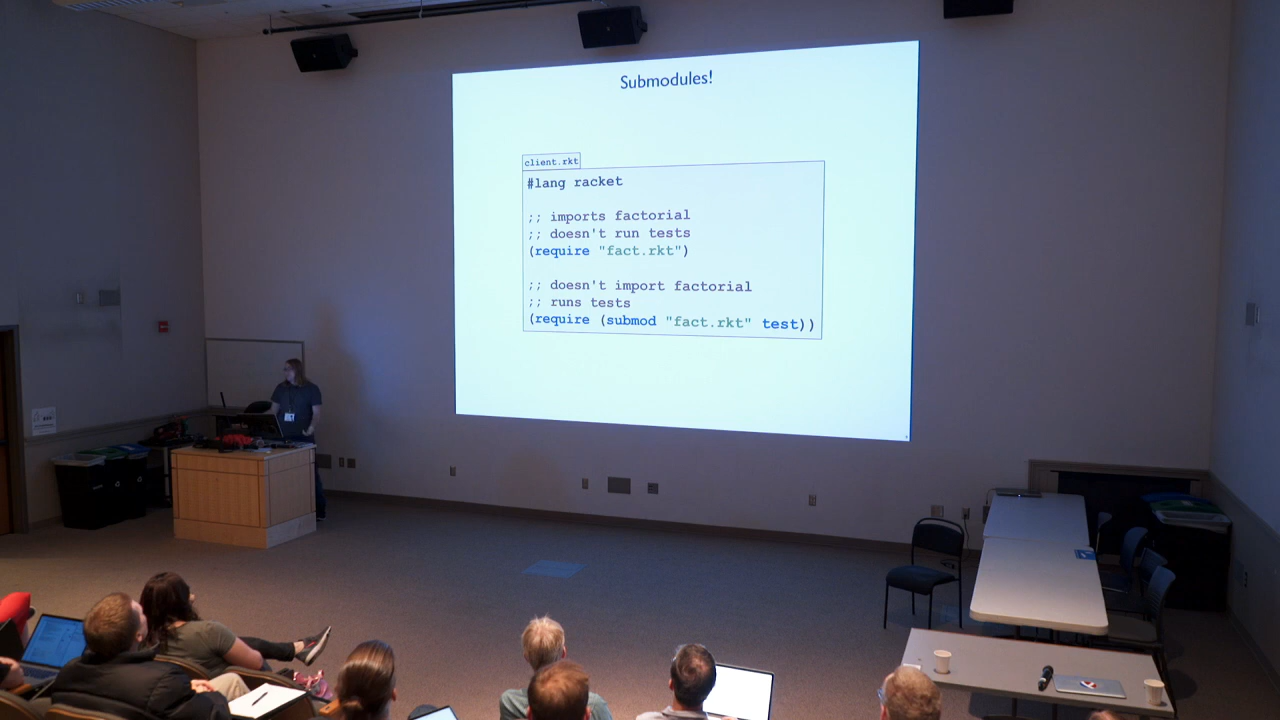 Submodules!
client.rkt
#lang racket
;; imports factorial
;; doesn't run tests
(require "fact.rkt")
;; doesn't import factorial
;; runs tests
(require (submod "fact.rkt" test))